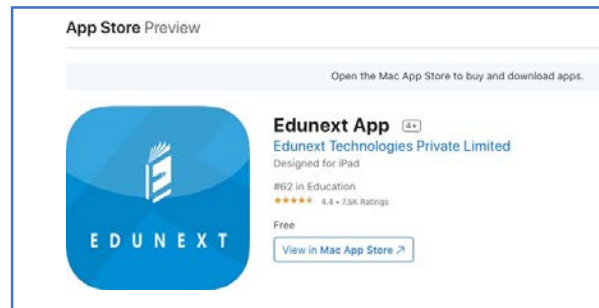 App Store Preview
Open the Mac App Store to buy and download apps.
EDUNEXT
Edunext App 4+
Edunext Technologies Private Limited
Designed for iPad
#62 in Education
★★★★★ 4.4 • 7.5K Ratings
Free
View in Mac App Store ↗